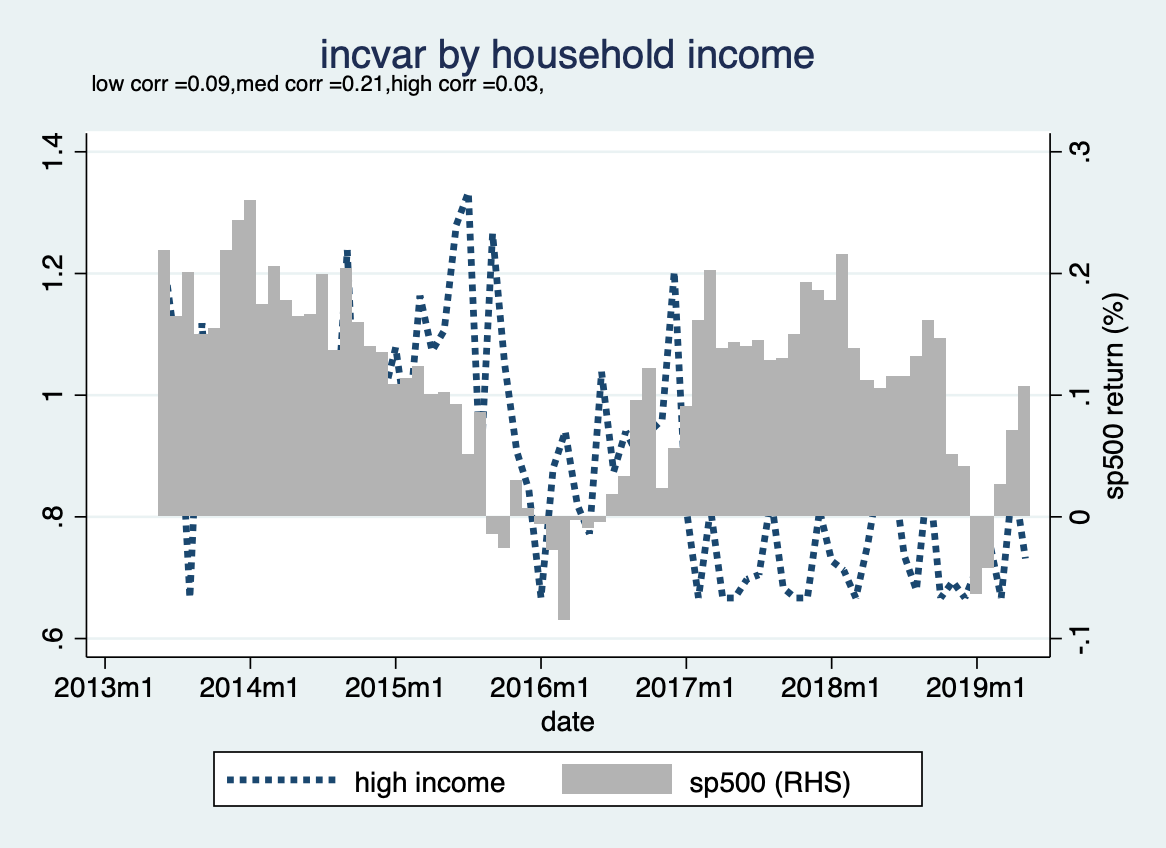 incvar by household income
low corr =0.09,med corr =0.21,high corr =0.03,
1.4
1.2
1
.8
.6
.3
.2
.1
0
-.1
sp500 return (%)
2013m1 2014m1 2015m1 2016m1 2017m1 2018m1 2019m1
date
high income sp500 (RHS)